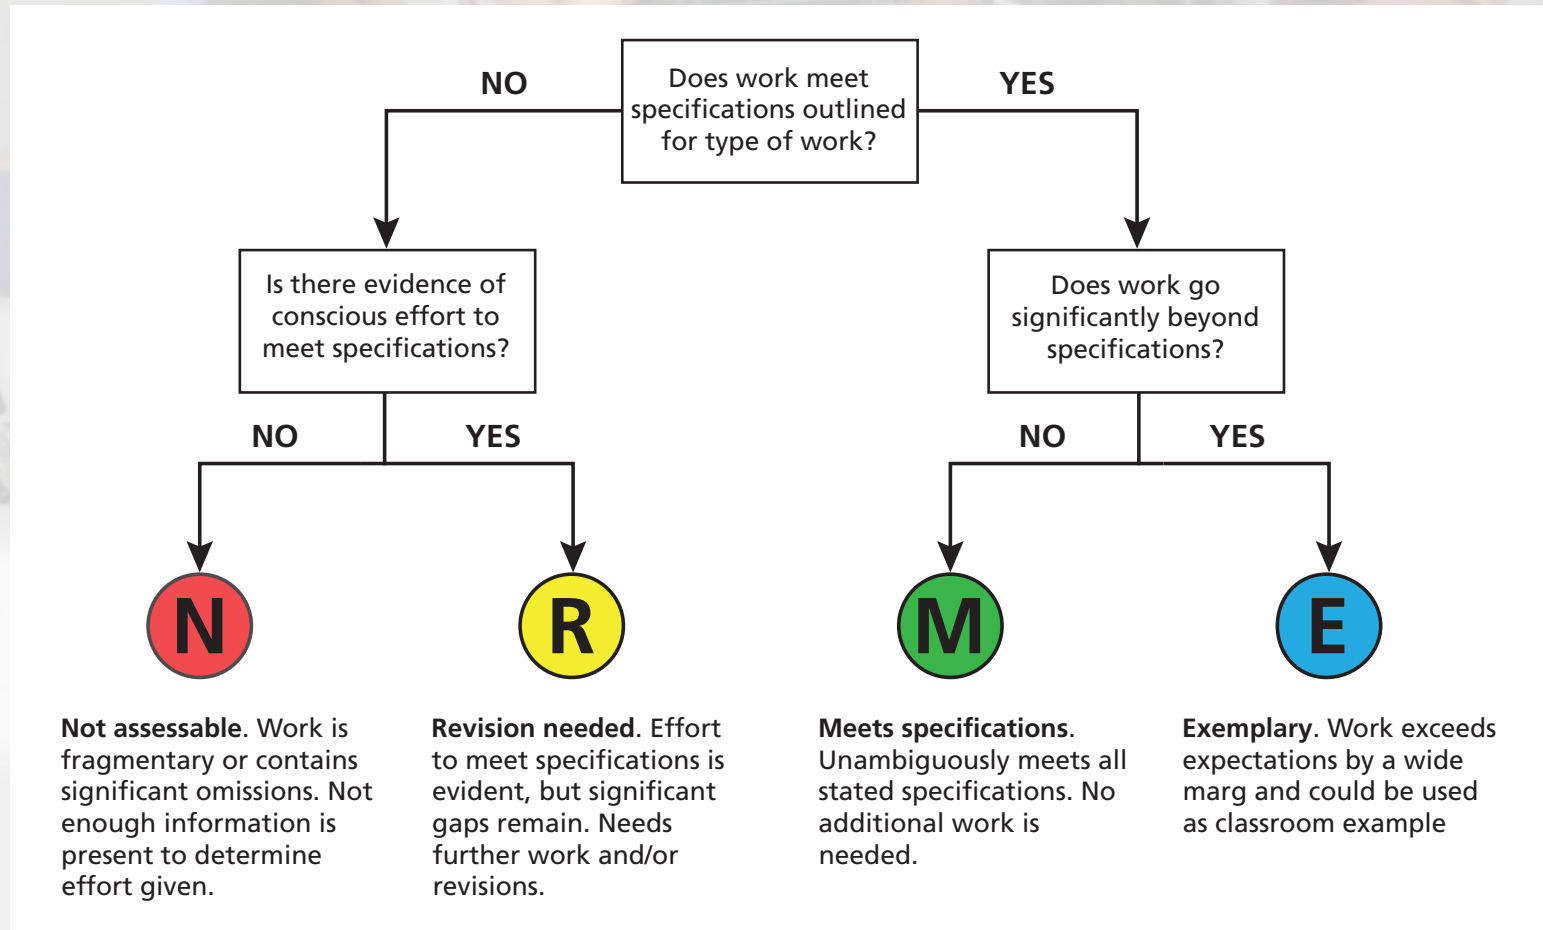 NO
Does work meet
specifications outlined
for type of work?
YES
Is there evidence of
conscious effort to
meet specifications?
Does work go
significantly beyond
specifications?
NO
YES
NO
YES
N
R
M
E
Not assessable. Work is
fragmentary or contains
significant omissions. Not
enough information is
present to determine
effort given.
Revision needed. Effort
to meet specifications is
evident, but significant
gaps remain. Needs
further work and/or
revisions.
Meets specifications.
Unambiguously meets all
stated specifications. No
additional work is
needed.
Exemplary. Work exceeds
expectations by a wide
marg and could be used
as classroom example